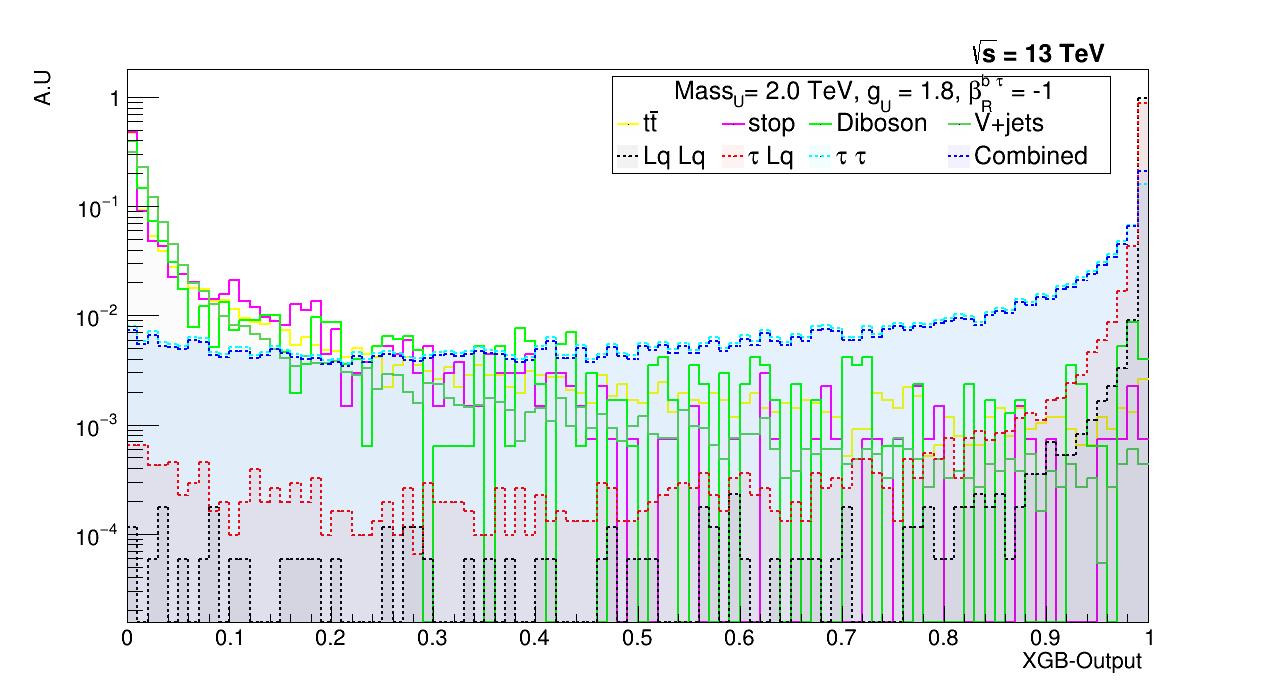 √s = 13 TeV
A.U
Mass_U= 2.0 TeV, g_U = 1.8, β_R^{b τ} = -1
tt̄ stop Diboson V+jets
Lq Lq τ Lq τ τ Combined
1
10⁻¹
10⁻²
10⁻³
10⁻⁴
0 0.1 0.2 0.3 0.4 0.5 0.6 0.7 0.8 0.9 1
XGB-Output